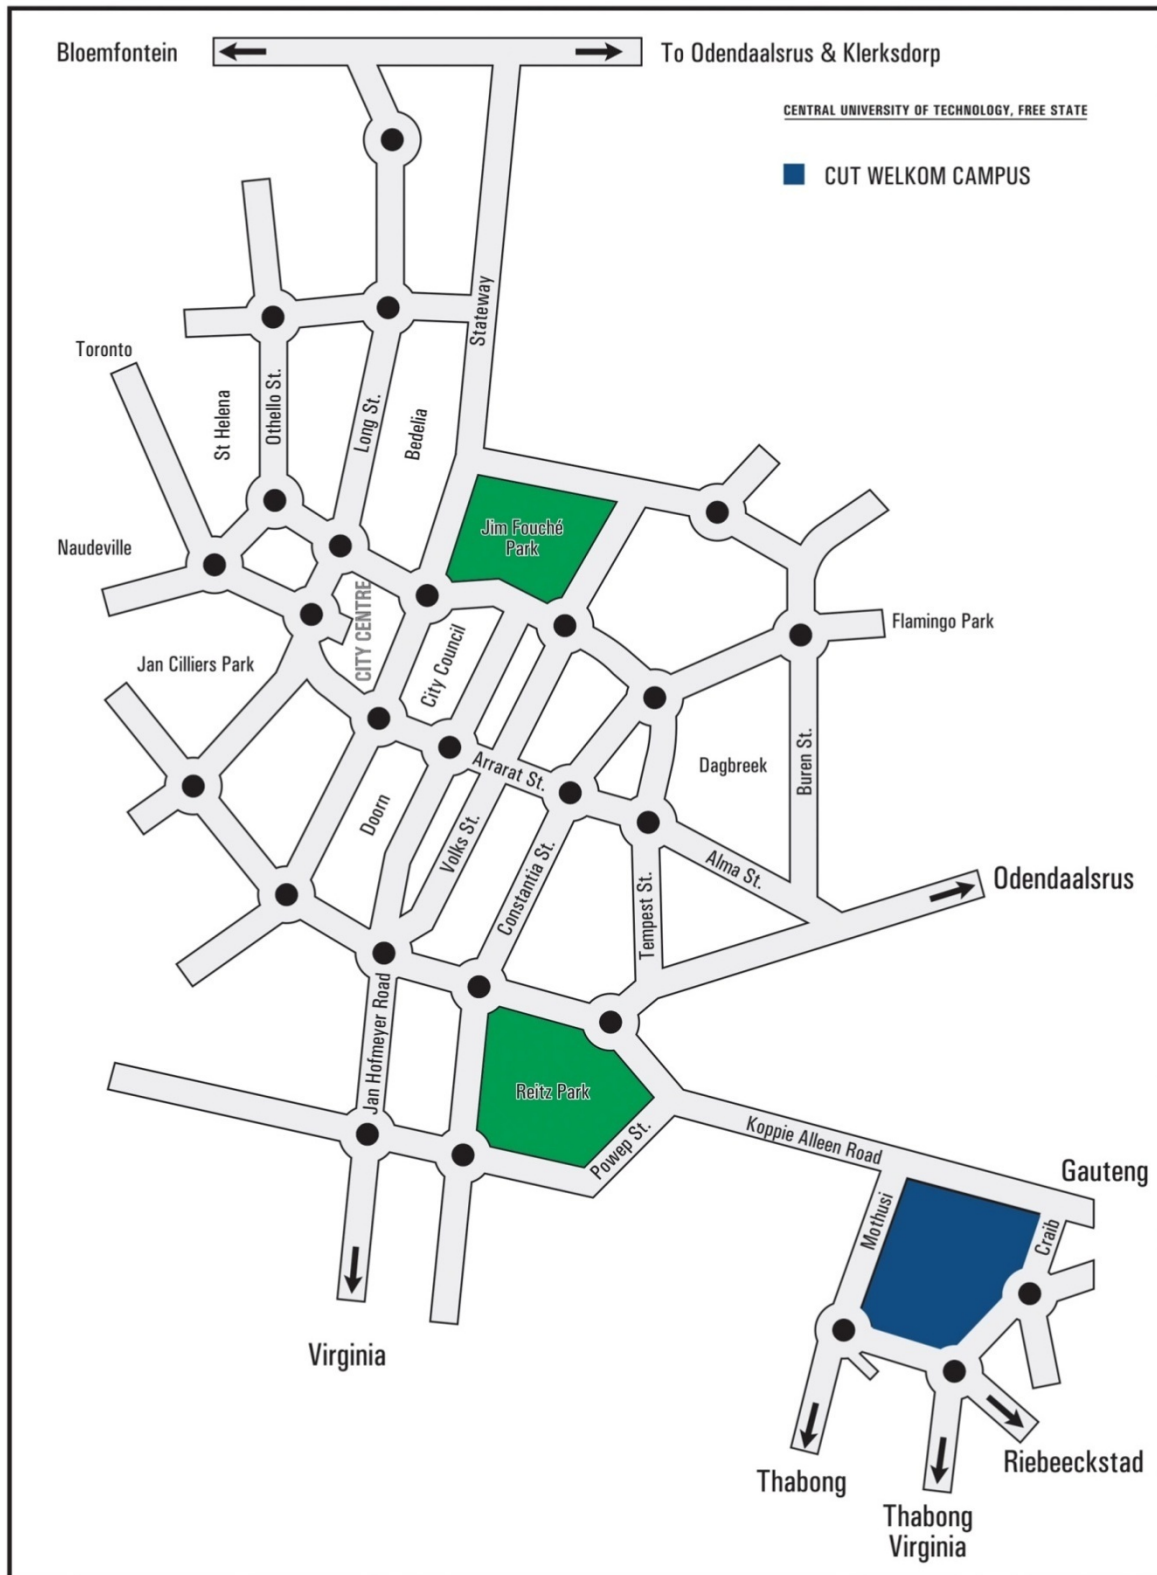 Bloemfontein
To Odendaalsrus & Klerksdorp
CENTRAL UNIVERSITY OF TECHNOLOGY, FREE STATE
CUT WELKOM CAMPUS
Stateway
Toronto
St Helena
Othello St.
Long St.
Bedelia
Jim Fouché
Park
Naudeville
CITY CENTRE
City Council
Flamingo Park
Jan Cilliers Park
Arrarat St.
Dagbreek
Buren St.
Doorn
Volks St.
Constantia St.
Tempest St.
Alma St.
Odendaalsrus
Jan Hofmeyer Road
Reitz Park
Powep St.
Koppie Alleen Road
Gauteng
Mothusi
Craib
Virginia
Riebeeckstad
Thabong
Thabong
Virginia